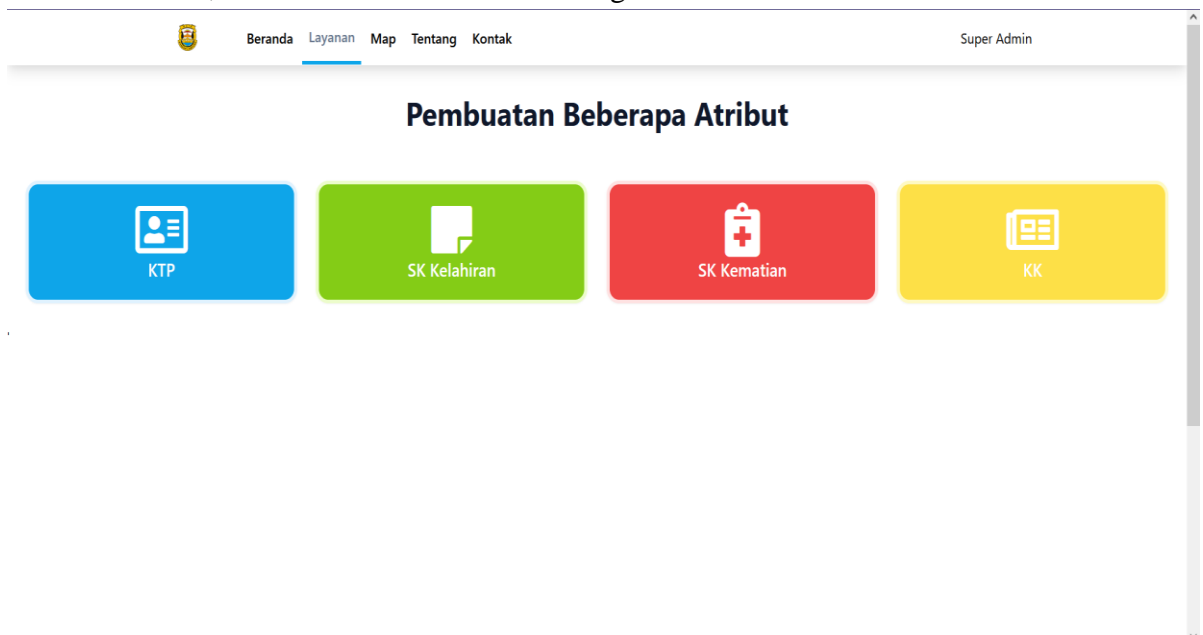 Beranda Layanan Map Tentang Kontak Super Admin
Pembuatan Beberapa Atribut
KTP SK Kelahiran SK Kematian KK